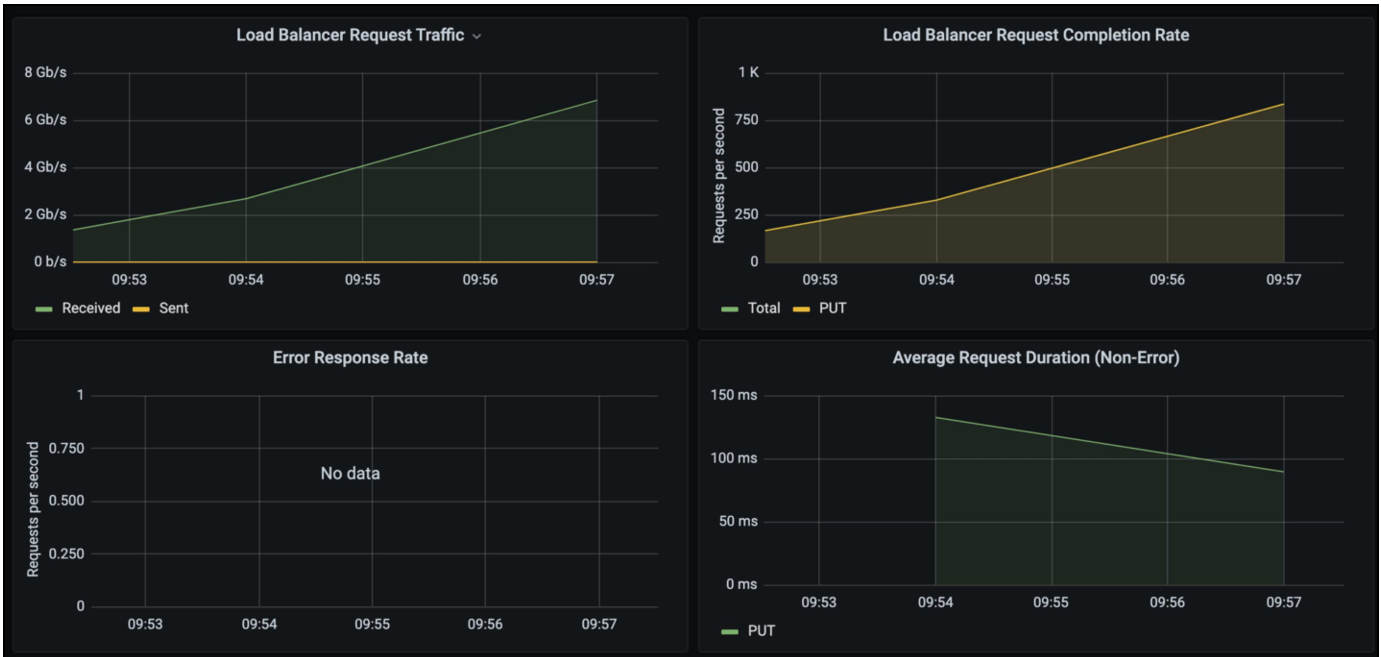 Load Balancer Request Traffic
8 Gb/s
6 Gb/s
4 Gb/s
2 Gb/s
0 b/s
09:53 09:54 09:55 09:56 09:57
Received Sent
Load Balancer Request Completion Rate
Requests per second
1 K
750
500
250
0
09:53 09:54 09:55 09:56 09:57
Total PUT
Error Response Rate
Requests per second
1
0.750
0.500
0.250
0
No data
09:53 09:54 09:55 09:56 09:57
Average Request Duration (Non-Error)
150 ms
100 ms
50 ms
0 ms
09:53 09:54 09:55 09:56 09:57
PUT